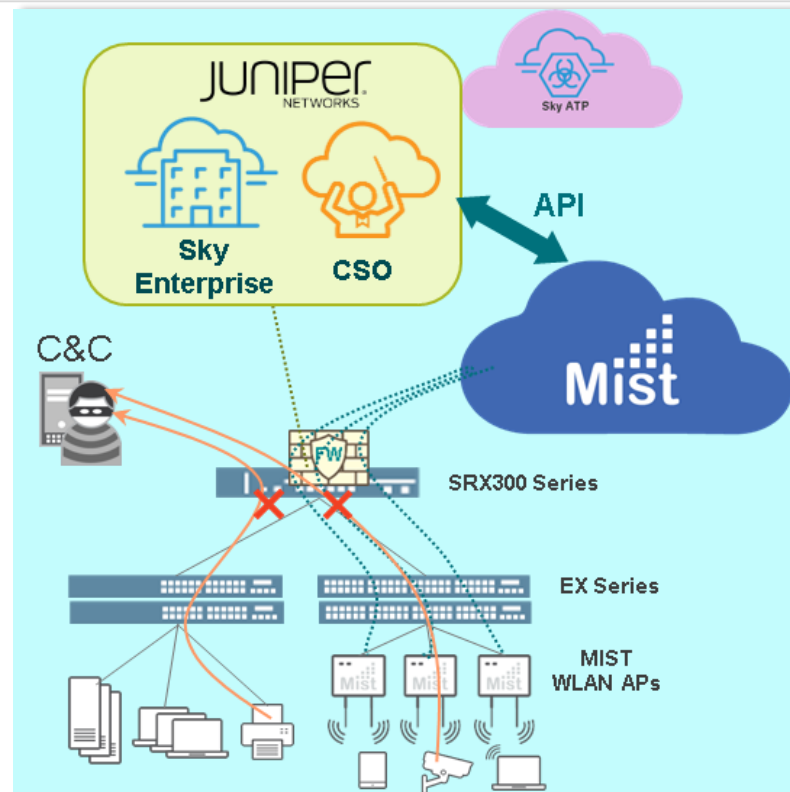 JUNIPEr
NETWORKS
Sky ATP
Sky
Enterprise
CSO
API
C&C
Mist
FW
SRX300 Series
EX Series
MIST
WLAN APs
Mist
Mist
Mist